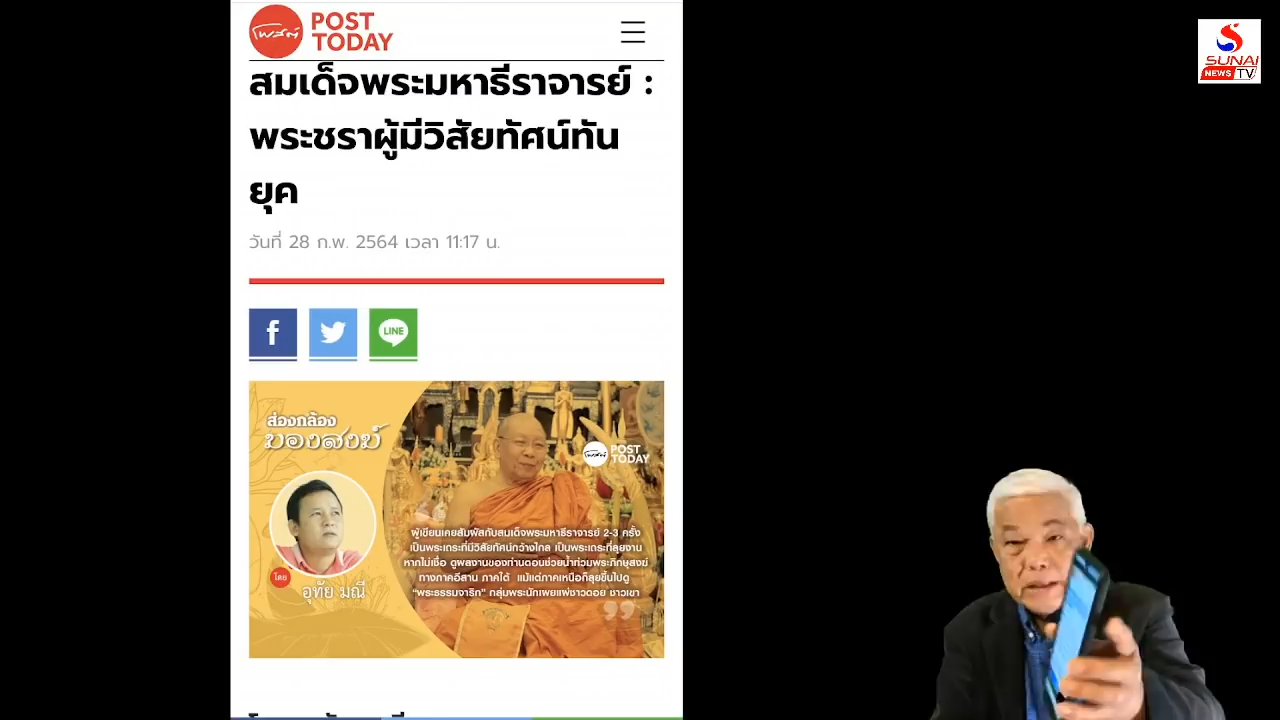 โพสต์
POST
TODAY
สมเด็จพระมหาธีราจารย์ :
พระชราผู้มีวิสัยทัศน์ทัน
ยุค
วันที่ 28 ก.พ. 2564 เวลา 11:17 น.
f
LINE
ส่องกล้อง
มองสงฆ์
โพสต์
POST
TODAY
โดย
อุทัย มณี
ผู้เขียนเคยสัมผัสกับสมเด็จพระมหาธีราจารย์ 2-3 ครั้ง
เป็นพระเถระที่มีวิสัยทัศน์กว้างไกล เป็นพระเถระที่ลุยงาน
หากไม่เชื่อ ดูผลงานของท่านตอนช่วยน้ำท่วมพระภิกษุสงฆ์
ทางภาคอีสาน ภาคใต้ แม้แต่ภาคเหนือก็ลุยขึ้นไปดู
“พระธรรมจาริก” กลุ่มพระนักเผยแผ่ชาวดอย ชาวเขา
”
SUNAI
NEWS TV